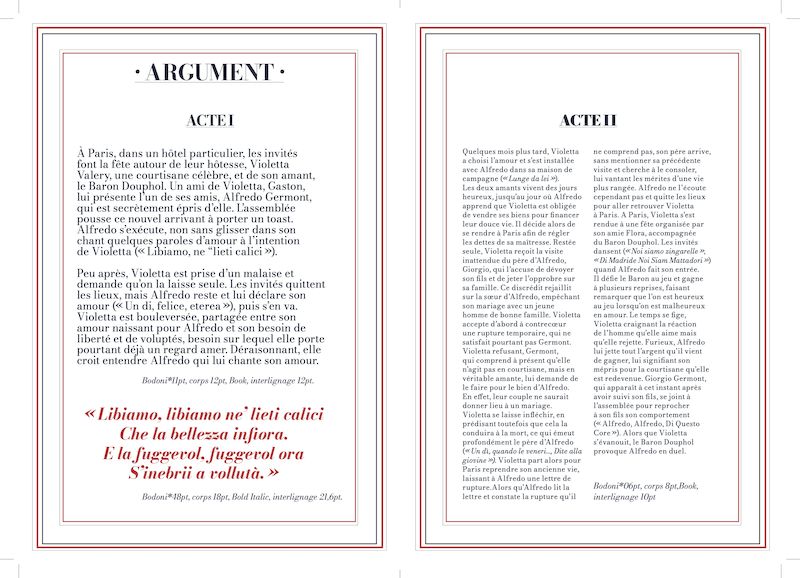 • ARGUMENT •
ACTE I
À Paris, dans un hôtel particulier, les invités
font la fête autour de leur hôtesse, Violetta
Valery, une courtisane célèbre, et de son amant,
le Baron Douphol. Un ami de Violetta, Gaston,
lui présente l'un de ses amis, Alfredo Germont,
qui est secrètement épris d'elle. L'assemblée
pousse ce nouvel arrivant à porter un toast.
Alfredo s'exécute, non sans glisser dans son
chant quelques paroles d'amour à l'intention
de Violetta (« Libiamo, ne "lieti calici »).
Peu après, Violetta est prise d'un malaise et
demande qu'on la laisse seule. Les invités quittent
les lieux, mais Alfredo reste et lui déclare son
amour (« Un di, felice, eterea »), puis s'en va.
Violetta est bouleversée, partagée entre son
amour naissant pour Alfredo et son besoin de
liberté et de voluptés, besoin sur lequel elle porte
pourtant déjà un regard amer. Déraisonnant, elle
croit entendre Alfredo qui lui chante son amour.
Bodoni*11pt, corps 12pt, Book, interlignage 12pt.
« Libiamo, libiamo ne' lieti calici
Che la bellezza infiora.
E la fuggevol, fuggevol ora
S'inebrii a vollutà. »
Bodoni*48pt, corps 18pt, Bold Italic, interlignage 21,6pt.
ACTE II
Quelques mois plus tard, Violetta
a choisi l'amour et s'est installée
avec Alfredo dans sa maison de
campagne (« Lunge da lei »).
Les deux amants vivent des jours
heureux, jusqu'au jour où Alfredo
apprend que Violetta est obligée
de vendre ses biens pour financer
leur douce vie. Il décide alors de
se rendre à Paris afin de régler
les dettes de sa maîtresse. Restée
seule, Violetta reçoit la visite
inattendue du père d'Alfredo,
Giorgio, qui l'accuse de dévoyer
son fils et de jeter l'opprobre sur
sa famille. Ce discrédit rejaillit
sur la sœur d'Alfredo, empêchant
son mariage avec un jeune
homme de bonne famille. Violetta
accepte d'abord à contrecœur
une rupture temporaire, qui ne
satisfait pourtant pas Germont.
Violetta refusant, Germont,
qui comprend à présent qu'elle
n'agit pas en courtisane, mais en
véritable amante, lui demande de
le faire pour le bien d'Alfredo.
En effet, leur couple ne saurait
donner lieu à un mariage.
Violetta se laisse infléchir, en
prédisant toutefois que cela la
conduira à la mort, ce qui émeut
profondément le père d'Alfredo
(« Un di, quando le veneri..., Dite alla
giovine »). Violetta part alors pour
Paris reprendre son ancienne vie,
laissant à Alfredo une lettre de
rupture. Alors qu'Alfredo lit la
lettre et constate la rupture qu'il
ne comprend pas, son père arrive,
sans mentionner sa précédente
visite et cherche à le consoler,
lui vantant les mérites d'une vie
plus rangée. Alfredo ne l'écoute
cependant pas et quitte les lieux
pour aller retrouver Violetta
à Paris. A Paris, Violetta s'est
rendue à une fête organisée par
son amie Flora, accompagnée
du Baron Douphol. Les invités
dansent (« Noi siamo zingarelle »,
« Di Madride Noi Siam Mattadori »)
quand Alfredo fait son entrée.
Il défie le Baron au jeu et gagne
à plusieurs reprises, faisant
remarquer que l'on est heureux
au jeu lorsqu'on est malheureux
en amour. Le temps se fige,
Violetta craignant la réaction
de l'homme qu'elle aime mais
qu'elle rejette. Furieux, Alfredo
lui jette tout l'argent qu'il vient
de gagner, lui signifiant son
mépris pour la courtisane qu'elle
est redevenue. Giorgio Germont,
qui apparaît à cet instant après
avoir suivi son fils, se joint à
l'assemblée pour reprocher
à son fils son comportement
(« Alfredo, Alfredo, Di Questo
Core »). Alors que Violetta
s'évanouit, le Baron Douphol
provoque Alfredo en duel.
Bodoni*06pt, corps 8pt,Book,
interlignage 10pt